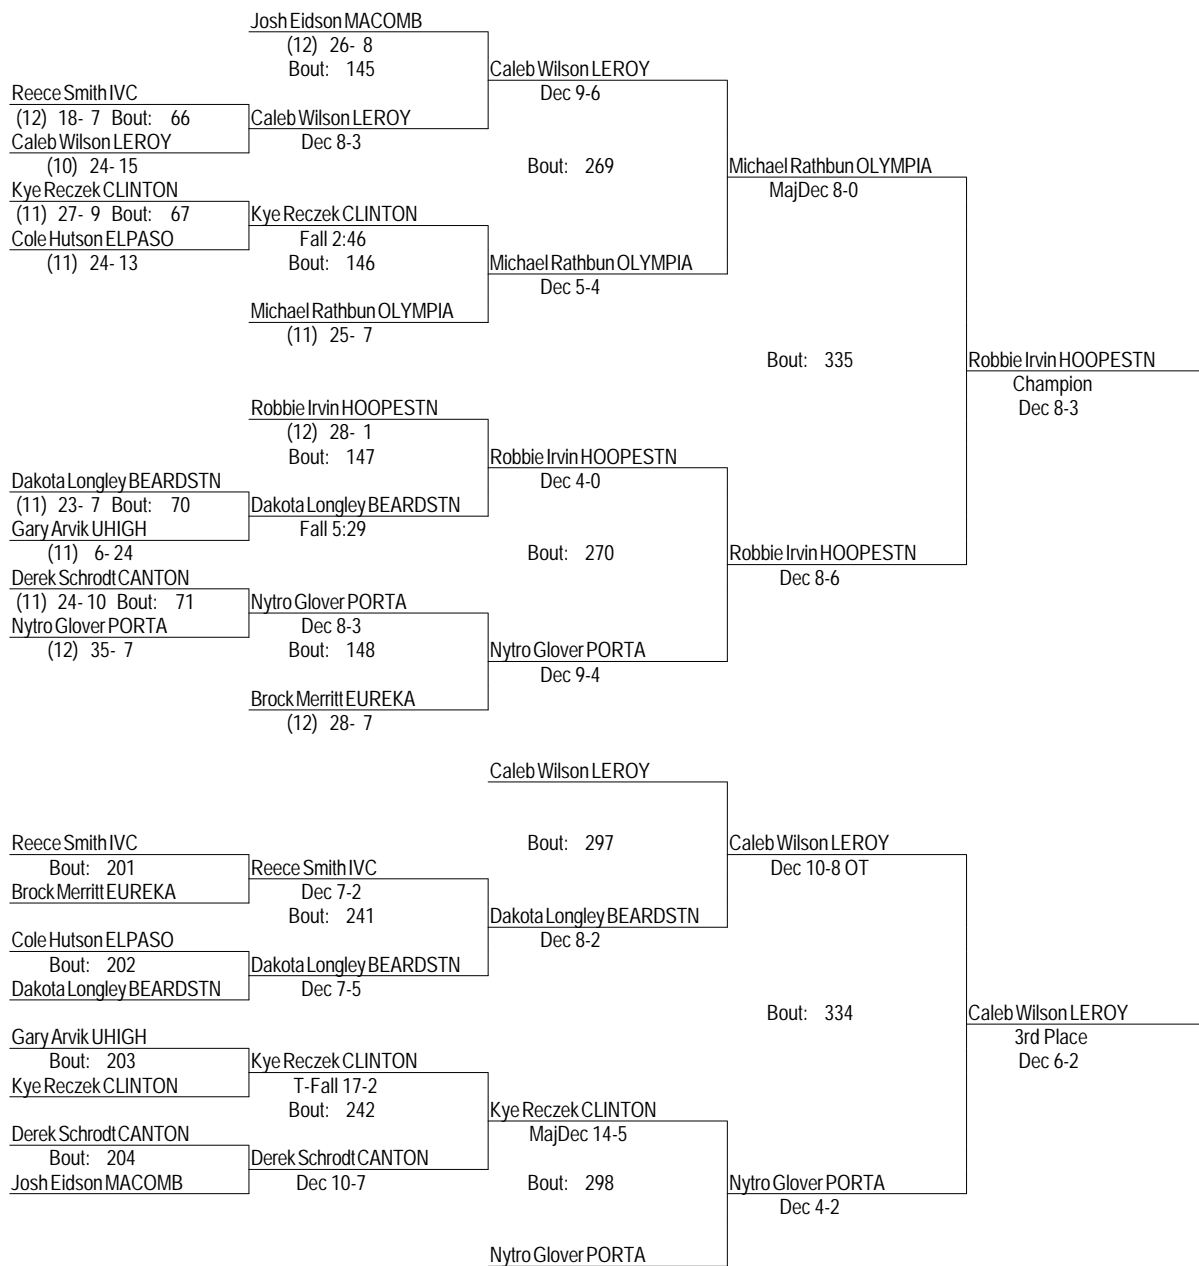 Josh Eidson MACOMB
(12) 26- 8
Bout: 145
Caleb Wilson LEROY
Dec 9-6
Reece Smith IVC
(12) 18- 7 Bout: 66
Caleb Wilson LEROY
Caleb Wilson LEROY
Dec 8-3
(10) 24- 15
Bout: 269
Michael Rathbun OLYMPIA
MajDec 8-0
Kye Reczek CLINTON
(11) 27- 9 Bout: 67
Kye Reczek CLINTON
Cole Hutson ELPASO
Fall 2:46
(11) 24- 13
Bout: 146
Michael Rathbun OLYMPIA
Dec 5-4
Michael Rathbun OLYMPIA
(11) 25- 7
Bout: 335
Robbie Irvin HOOPESTN
Champion
Dec 8-3
Robbie Irvin HOOPESTN
(12) 28- 1
Bout: 147
Robbie Irvin HOOPESTN
Dec 4-0
Dakota Longley BEARDSTN
(11) 23- 7 Bout: 70
Dakota Longley BEARDSTN
Gary Arvik UHIGH
Fall 5:29
(11) 6- 24
Bout: 270
Robbie Irvin HOOPESTN
Dec 8-6
Derek Schrodt CANTON
(11) 24- 10 Bout: 71
Nytro Glover PORTA
Nytro Glover PORTA
Dec 8-3
(12) 35- 7
Bout: 148
Nytro Glover PORTA
Dec 9-4
Brock Merritt EUREKA
(12) 28- 7
Caleb Wilson LEROY
Reece Smith IVC
Bout: 297
Caleb Wilson LEROY
Bout: 201
Reece Smith IVC
Dec 10-8 OT
Brock Merritt EUREKA
Dec 7-2
Bout: 241
Dakota Longley BEARDSTN
Dec 8-2
Cole Hutson ELPASO
Bout: 202
Dakota Longley BEARDSTN
Dakota Longley BEARDSTN
Dec 7-5
Bout: 334
Caleb Wilson LEROY
3rd Place
Dec 6-2
Gary Arvik UHIGH
Bout: 203
Kye Reczek CLINTON
Kye Reczek CLINTON
T-Fall 17-2
Bout: 242
Kye Reczek CLINTON
MajDec 14-5
Derek Schrodt CANTON
Bout: 204
Derek Schrodt CANTON
Josh Eidson MACOMB
Dec 10-7
Bout: 298
Nytro Glover PORTA
Dec 4-2
Nytro Glover PORTA